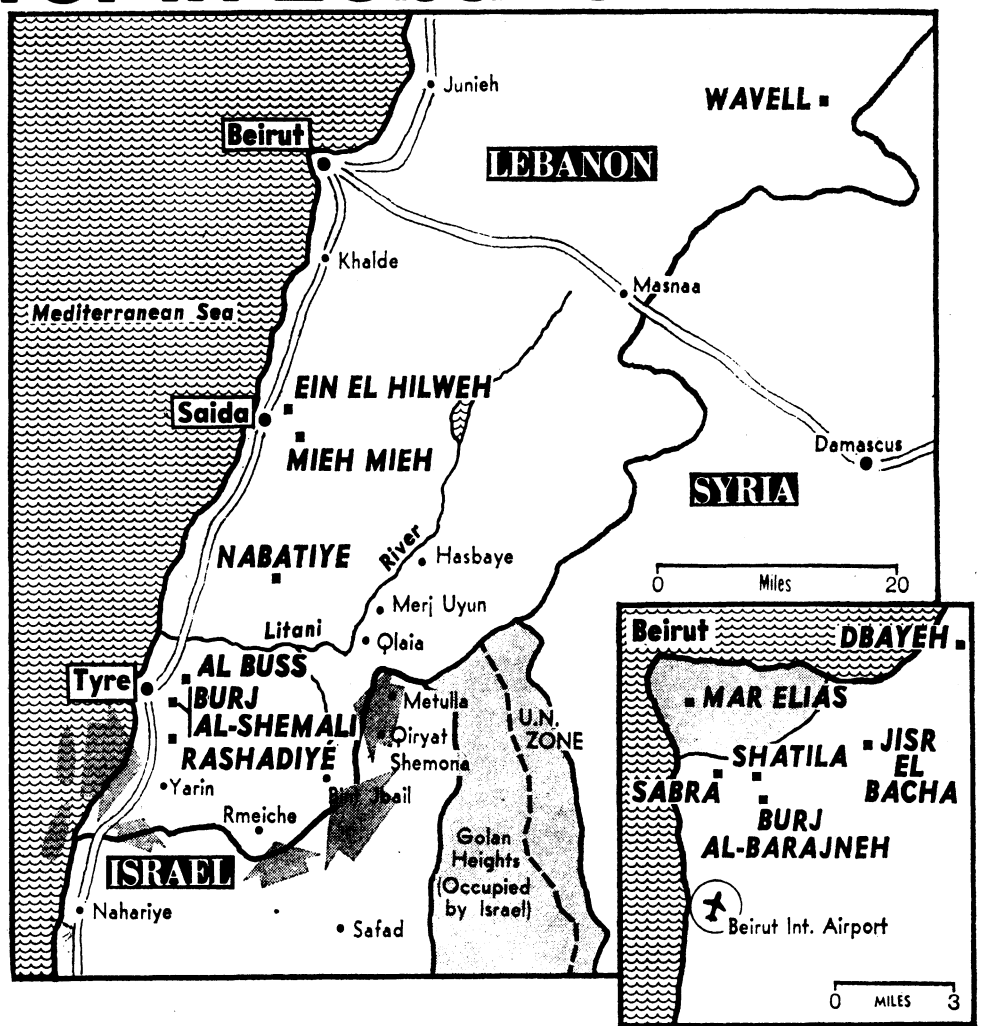 Junieh
WAVELL
Beirut
LEBANON
Khalde
Masnaa
Mediterranean Sea
EIN EL HILWEH
Saida
MIEH MIEH
Damascus
SYRIA
NABATIYE
River
Hasbaye
0 Miles 20
Merj Uyun
Litani
Qlaia
Tyre
AL BUSS
BURJ
AL-SHEMALI
RASHADIYÉ
Metulla
Qiryat
Shemona
U.N.
ZONE
Yarin
Jbail
Rmeiche
ISRAEL
Golan
Heights
(Occupied
by Israel)
Nahariye
Safad
Beirut
DBAYEH
MAR ELIAS
JISR
EL
BACHA
SHATILA
SABRA
BURJ
AL-BARAJNEH
Beirut Int. Airport
0 MILES 3